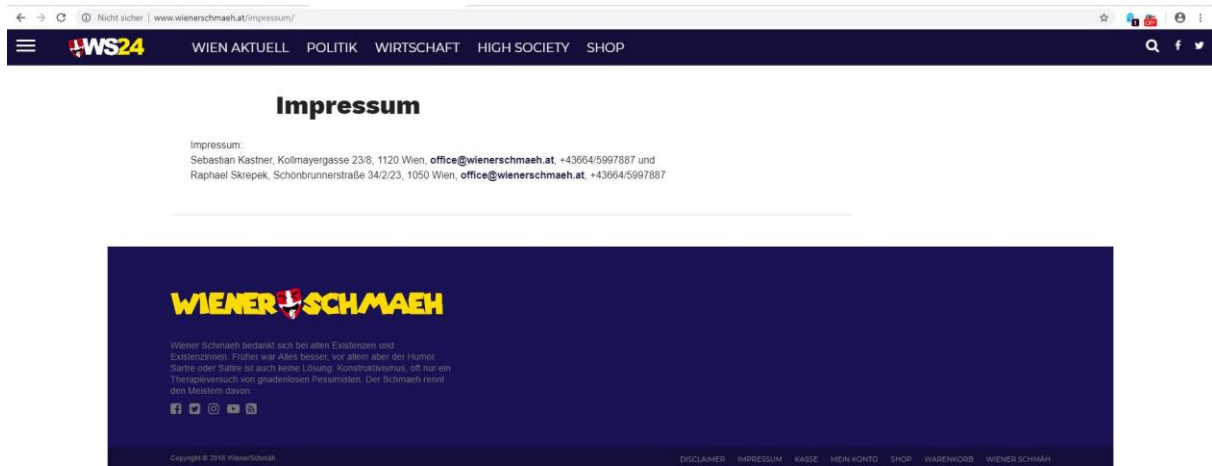 Nicht sicher | www.wienerschmaeh.at/impressum/
OFF
WS24
WIEN AKTUELL POLITIK WIRTSCHAFT HIGH SOCIETY SHOP
Impressum
Impressum:
Sebastian Kastner, Kollmayergasse 23/8, 1120 Wien, office@wienerschmaeh.at, +43664/5997887 und
Raphael Skrepek, Schönbrunnerstraße 34/2/23, 1050 Wien, office@wienerschmaeh.at, +43664/5997887
WIENER SCHMAEH
Wiener Schmaeh bedankt sich bei allen Existenzen und
Existenzinnen. Früher war Alles besser, vor allem aber der Humor.
Sartre oder Satire ist auch keine Lösung. Konstruktivismus, oft nur ein
Therapieversuch von gnadenlosen Pessimisten. Der Schmaeh rennt
den Meistern davon.
Copyright © 2018 WienerSchmäh
DISCLAIMER IMPRESSUM KASSE MEIN KONTO SHOP WARENKORB WIENER SCHMÄH